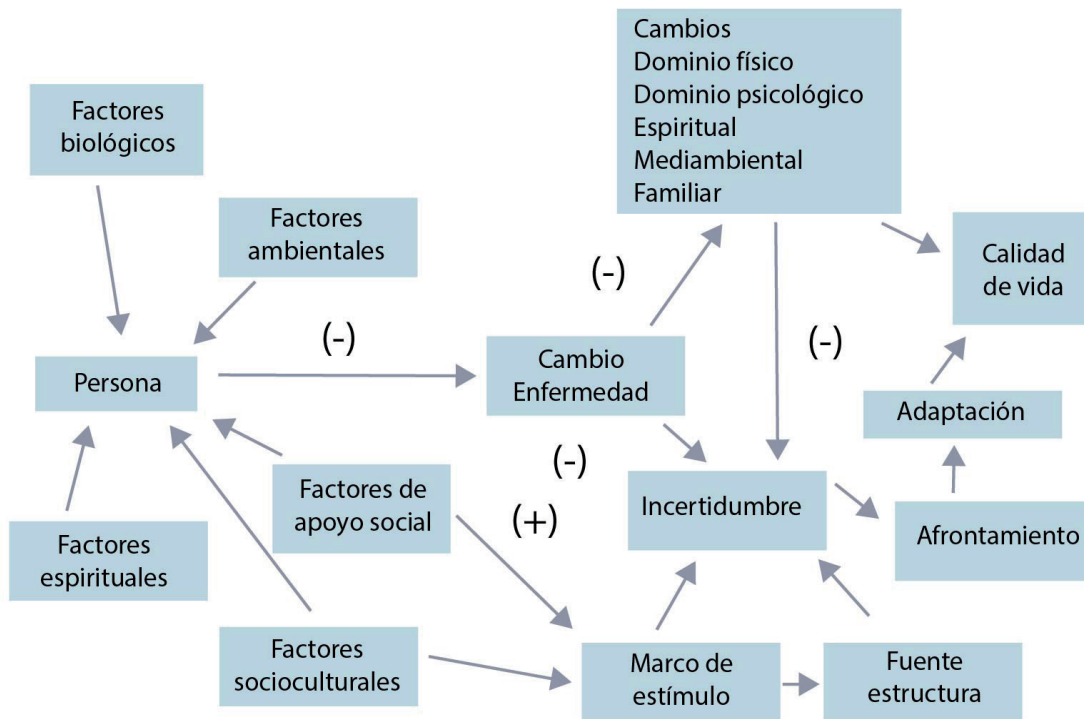 Cambios
Dominio físico
Dominio psicológico
Espiritual
Mediambiental
Familiar
Factores
biológicos
Factores
ambientales
Calidad
de vida
(-)
(-)
(-)
Persona
Cambio
Enfermedad
Adaptación
(-)
Factores de
apoyo social
(+)
Incertidumbre
Afrontamiento
Factores
espirituales
Factores
socioculturales
Marco de
estímulo
Fuente
estructura